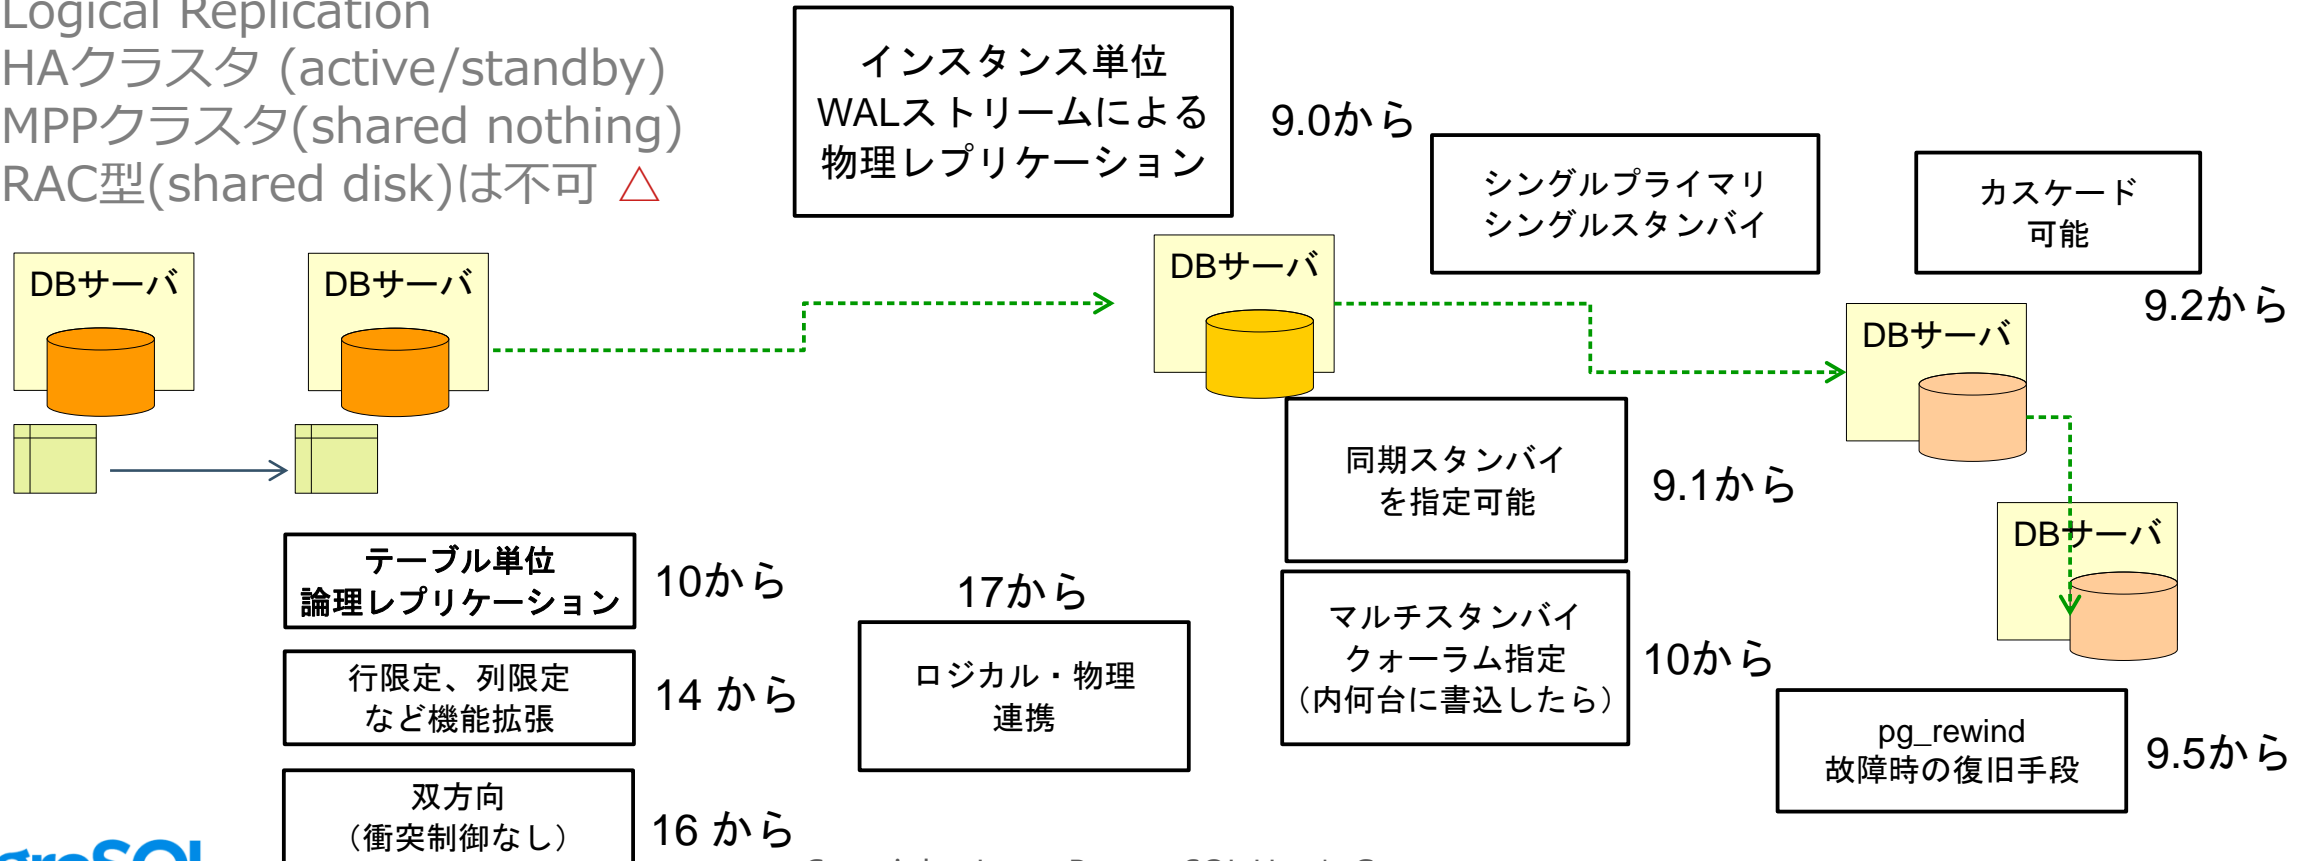 Logical Replication
HAクラスタ (active/standby)
MPPクラスタ(shared nothing)
RAC型(shared disk)は不可 △
インスタンス単位
WALストリームによる
物理レプリケーション
9.0から
シングルプライマリ
シングルスタンバイ
カスケード
可能
9.2から
DBサーバ
DBサーバ
DBサーバ
DBサーバ
同期スタンバイ
を指定可能
9.1から
DBサーバ
テーブル単位
論理レプリケーション
10から
17から
ロジカル・物理
連携
マルチスタンバイ
クォーラム指定
（内何台に書込したら）
10から
行限定、列限定
など機能拡張
14 から
pg_rewind
故障時の復旧手段
9.5から
双方向
（衝突制御なし）
16 から